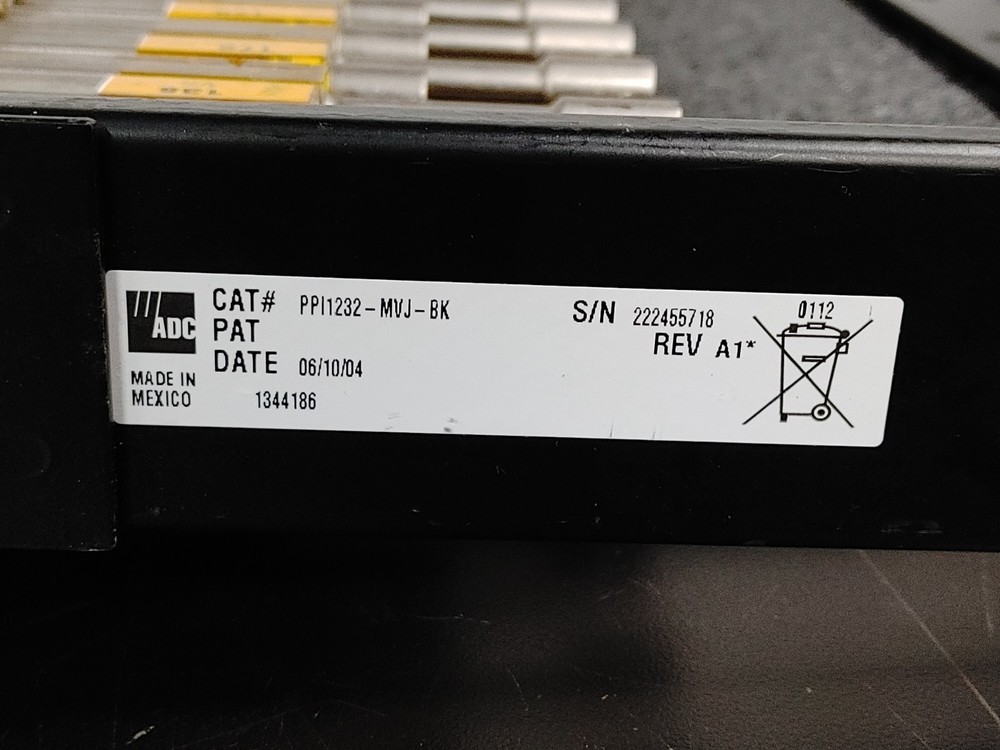 ADC
MADE IN
MEXICO
CAT# PPI1232-MVJ-BK
PAT
DATE 06/10/04
1344186
S/N 222455718
REV A1*
0112